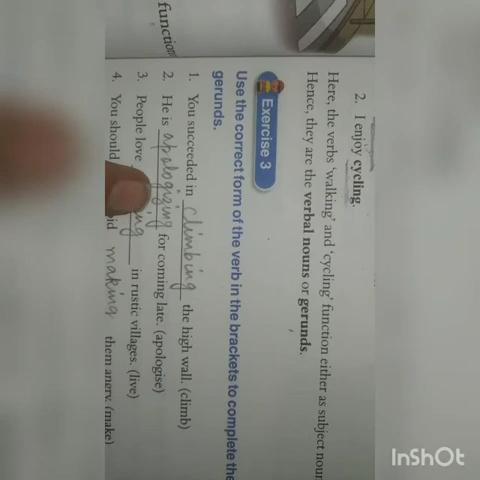 2. I enjoy cycling.
Here, the verbs 'walking' and 'cycling' function either as subject nour
Hence, they are the verbal nouns or gerunds.
Exercise 3
Use the correct form of the verb in the brackets to complete the
gerunds.
1. You succeeded in climbing the high wall. (climb)
2. He is apologizing for coming late. (apologise)
3. People love ing in rustic villages. (live)
4. You should id making them angry. (make)
function
InShOt